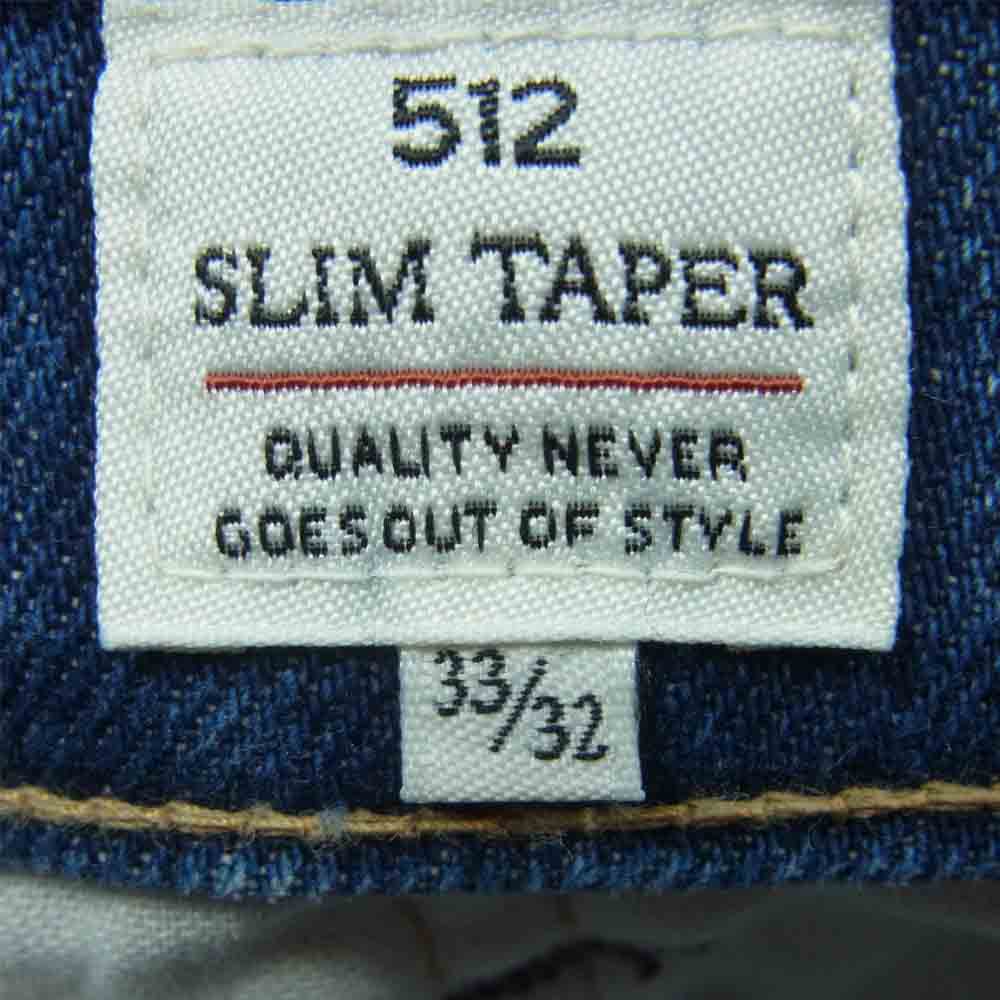 512
SLIM TAPER
QUALITY NEVER
GOES OUT OF STYLE
33/32